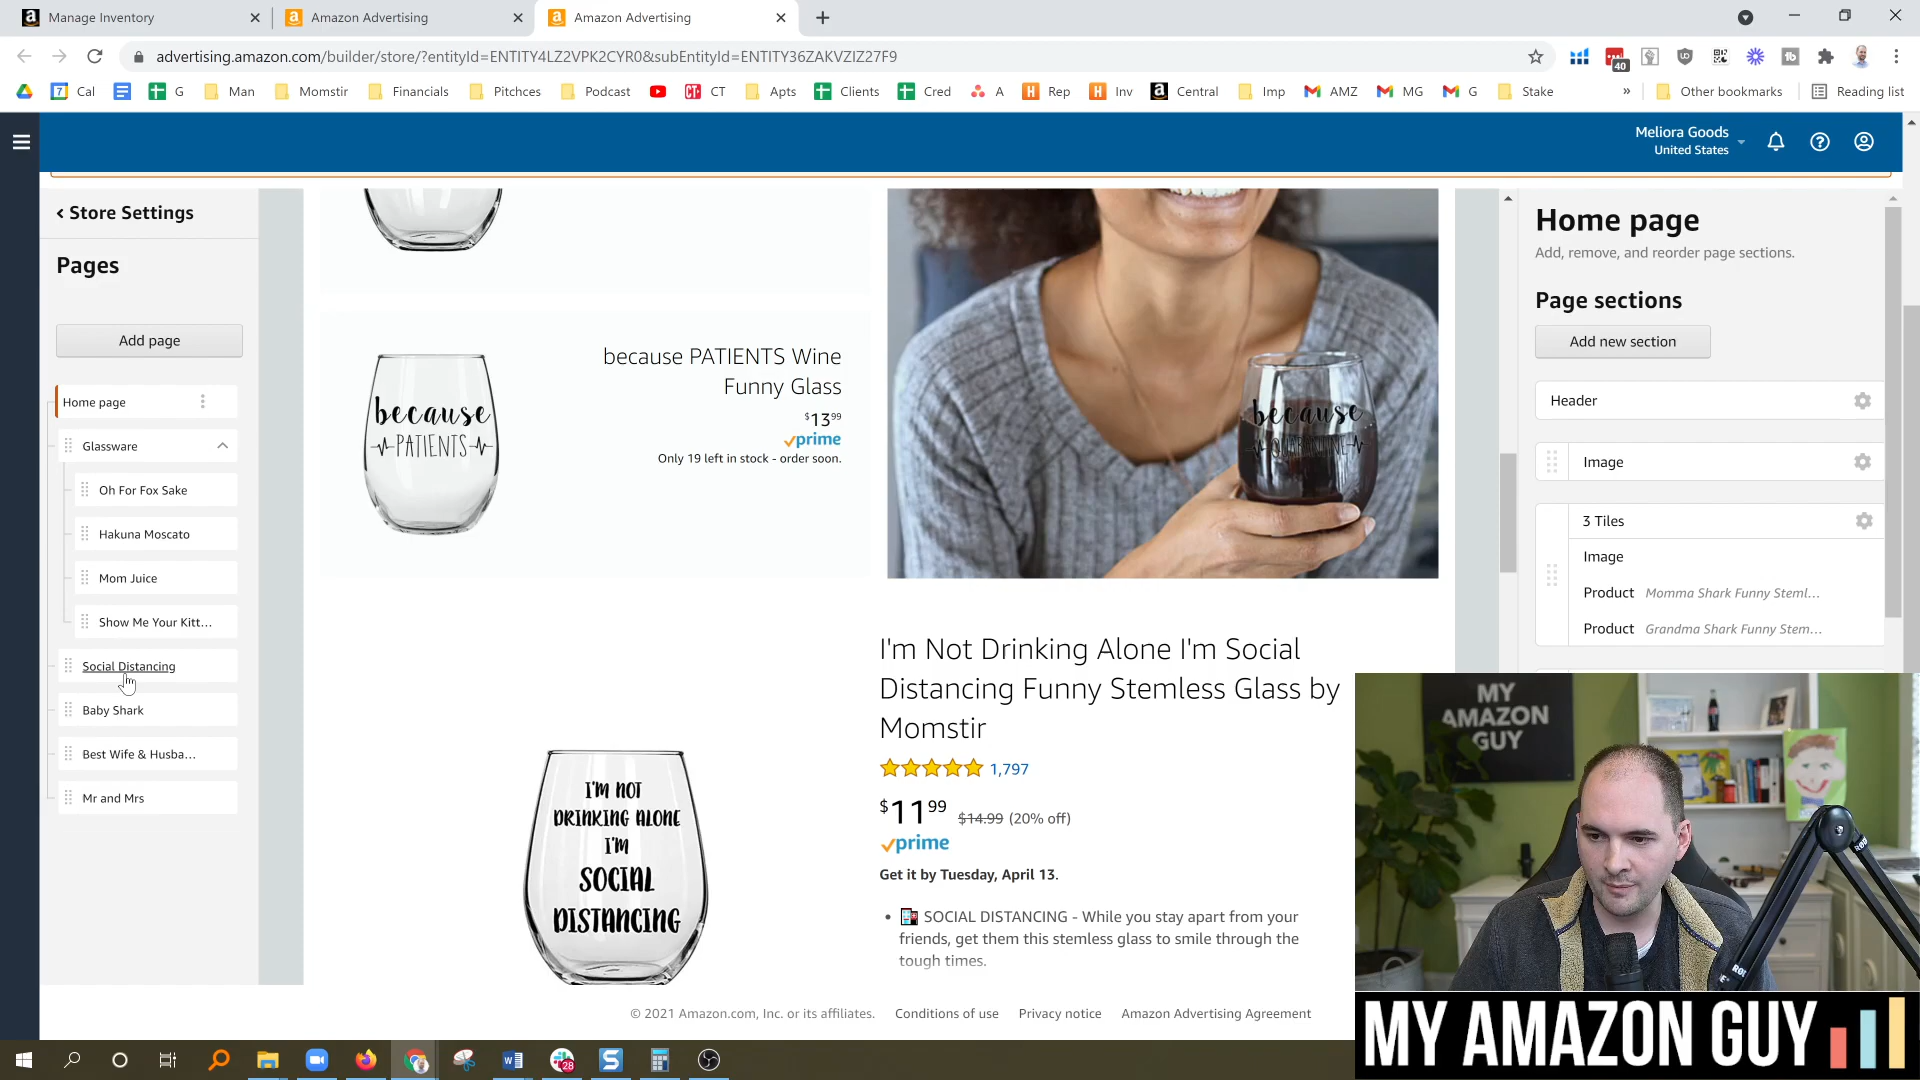 Manage Inventory
Amazon Advertising
Amazon Advertising
advertising.amazon.com/builder/store/?entityId=ENTITY4LZ2VPK2CYR0&subEntityId=ENTITY36ZAKVZIZ27F9
40
7 Cal
G
Man
Momstir
Financials
Pitchces
Podcast
CT CT
Apts
Clients
Cred
A
H Rep
H Inv
Central
Imp
AMZ
MG
G
Stake
»
Other bookmarks
Reading list
Meliora Goods
United States
Store Settings
Pages
Add page
Home page
Glassware
Oh For Fox Sake
Hakuna Moscato
Mom Juice
Show Me Your Kitt...
Social Distancing
Baby Shark
Best Wife & Husba...
Mr and Mrs
because
PATIENTS
because PATIENTS Wine
Funny Glass
$13 99
prime
Only 19 left in stock - order soon.
because
QUARANTINE
I'M NOT
DRINKING ALONE
I'M
SOCIAL
DISTANCING
I'm Not Drinking Alone I'm Social
Distancing Funny Stemless Glass by
Momstir
1,797
$11 99 $14.99 (20% off)
prime
Get it by Tuesday, April 13.
• SOCIAL DISTANCING - While you stay apart from your
friends, get them this stemless glass to smile through the
tough times.
© 2021 Amazon.com, Inc. or its affiliates.
Conditions of use
Privacy notice
Amazon Advertising Agreement
Home page
Add, remove, and reorder page sections.
Page sections
Add new section
Header
Image
3 Tiles
Image
Product Momma Shark Funny Steml...
Product Grandma Shark Funny Stem...
MY
AMAZON
GUY
RODE
MY AMAZON GUY
28